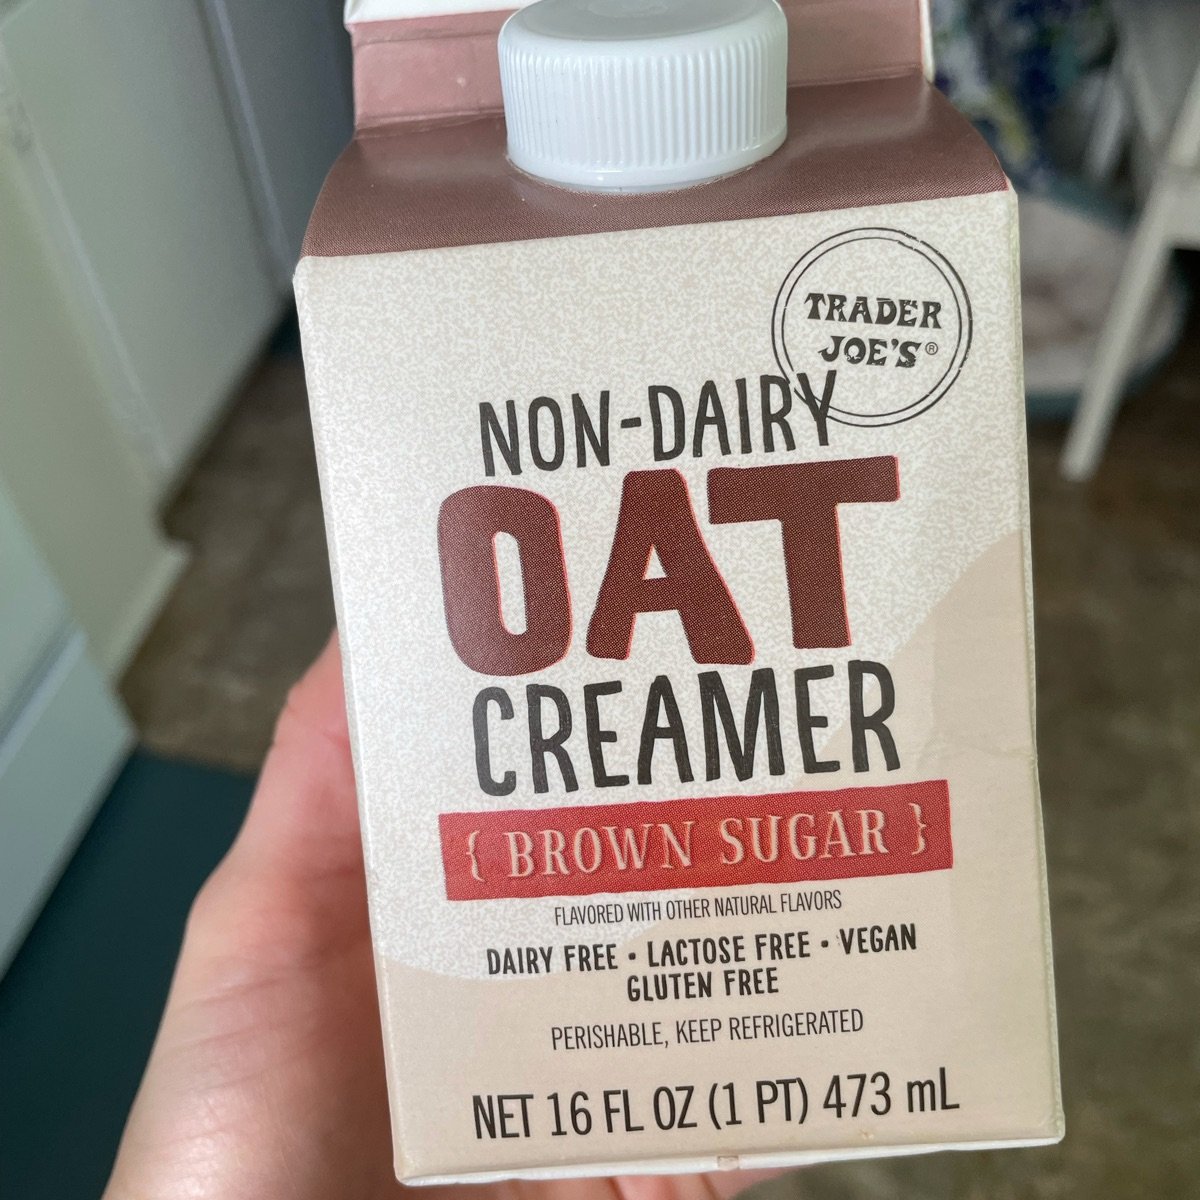 TRADER
JOE'S®
NON-DAIRY
OAT
CREAMER
{ BROWN SUGAR }
FLAVORED WITH OTHER NATURAL FLAVORS
DAIRY FREE • LACTOSE FREE • VEGAN
GLUTEN FREE
PERISHABLE, KEEP REFRIGERATED
NET 16 FL OZ (1 PT) 473 mL